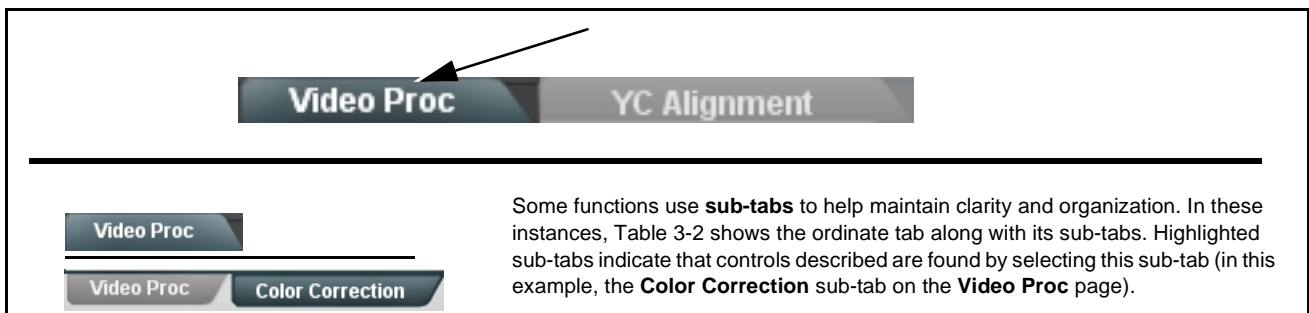 Video Proc YC Alignment
Video Proc
Video Proc Color Correction
Some functions use sub-tabs to help maintain clarity and organization. In these
instances, Table 3-2 shows the ordinate tab along with its sub-tabs. Highlighted
sub-tabs indicate that controls described are found by selecting this sub-tab (in this
example, the Color Correction sub-tab on the Video Proc page).